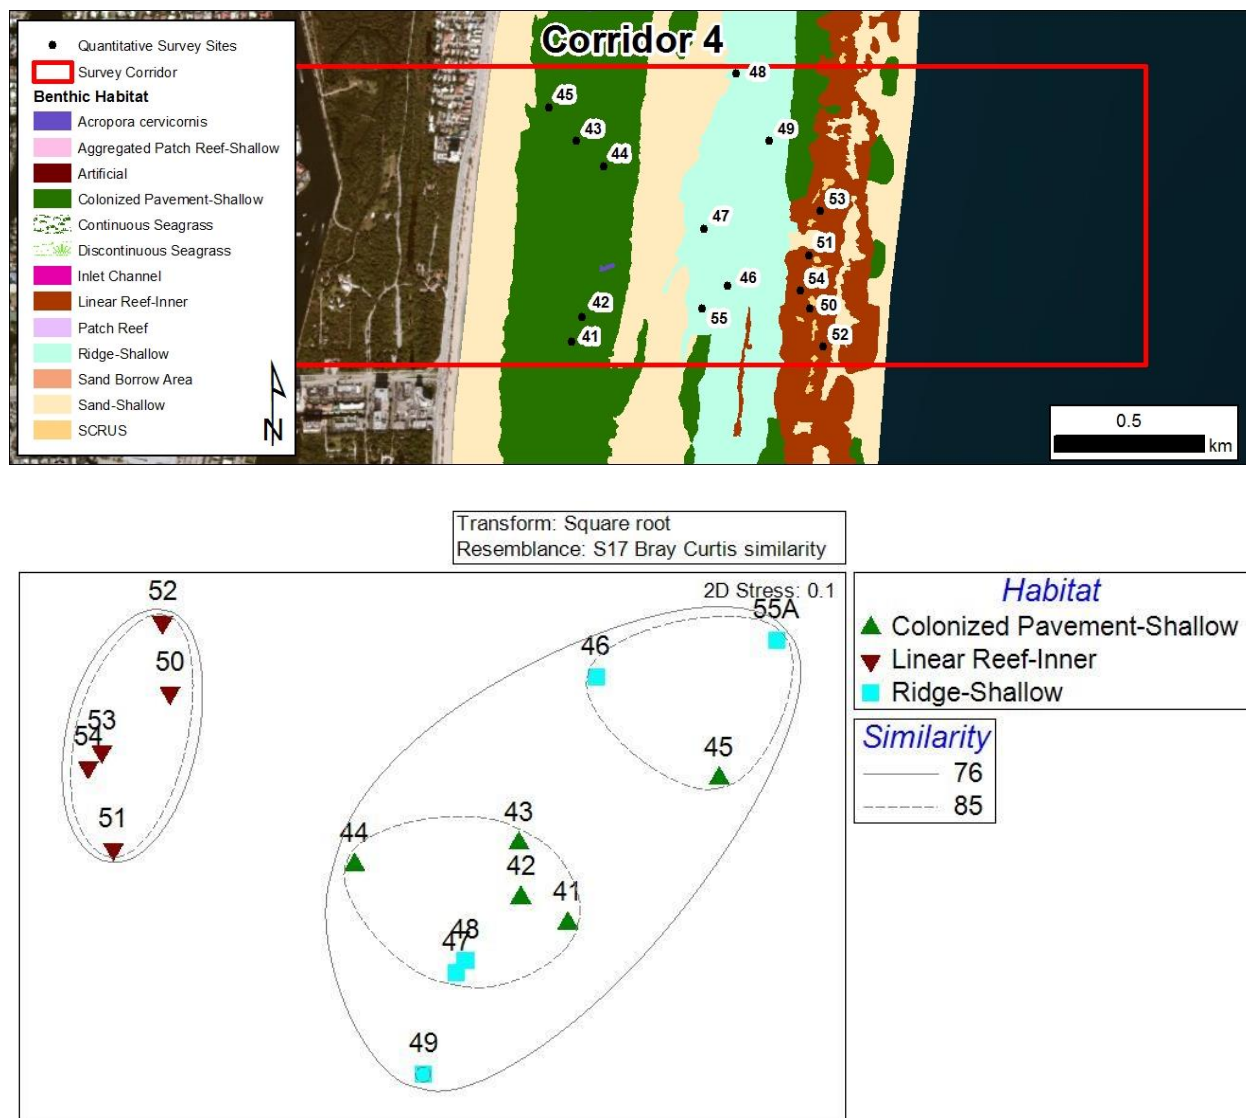 Corridor 4
Quantitative Survey Sites
Survey Corridor
Benthic Habitat
Acropora cervicornis
Aggregated Patch Reef-Shallow
Artificial
Colonized Pavement-Shallow
Continuous Seagrass
Discontinuous Seagrass
Inlet Channel
Linear Reef-Inner
Patch Reef
Ridge-Shallow
Sand Borrow Area
Sand-Shallow
SCRUS
N
48
45
43
49
44
53
47
51
46
54
42
50
55
41
52
0.5
km
Transform: Square root
Resemblance: S17 Bray Curtis similarity
2D Stress: 0.1
52
55A
46
50
53
54
45
51
43
44
42
41
48
47
49
Habitat
Colonized Pavement-Shallow
Linear Reef-Inner
Ridge-Shallow
Similarity
76
85